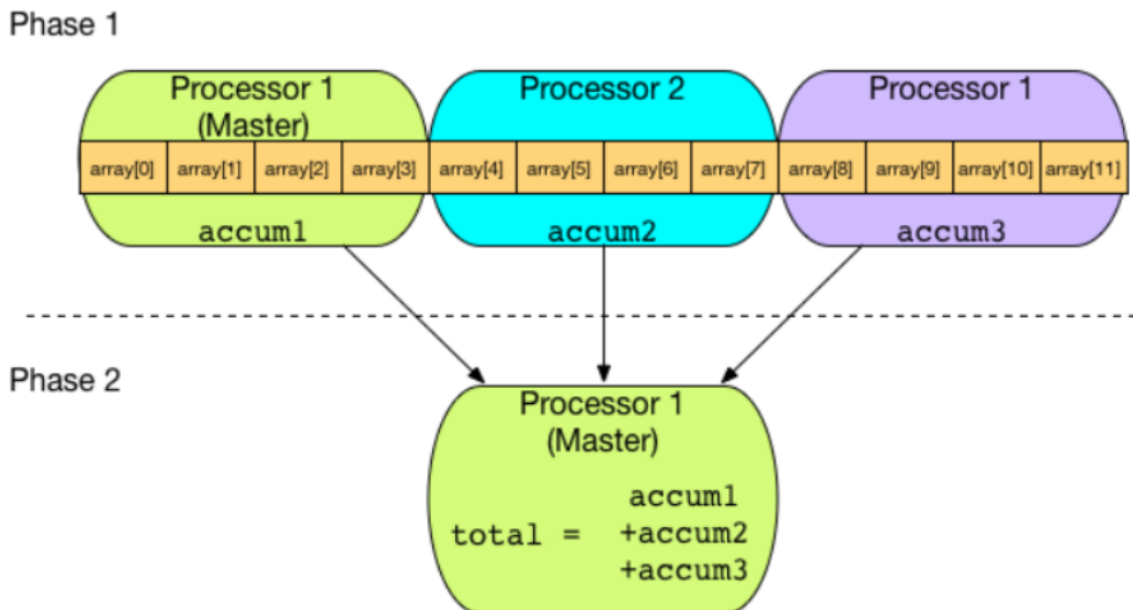 Phase 1
Processor 1
(Master)
Processor 2
Processor 1
array[0] array[1] array[2] array[3] array[4] array[5] array[6] array[7] array[8] array[9] array[10] array[11]
accum1
accum2
accum3
Phase 2
Processor 1
(Master)
accum1
total = +accum2
+accum3